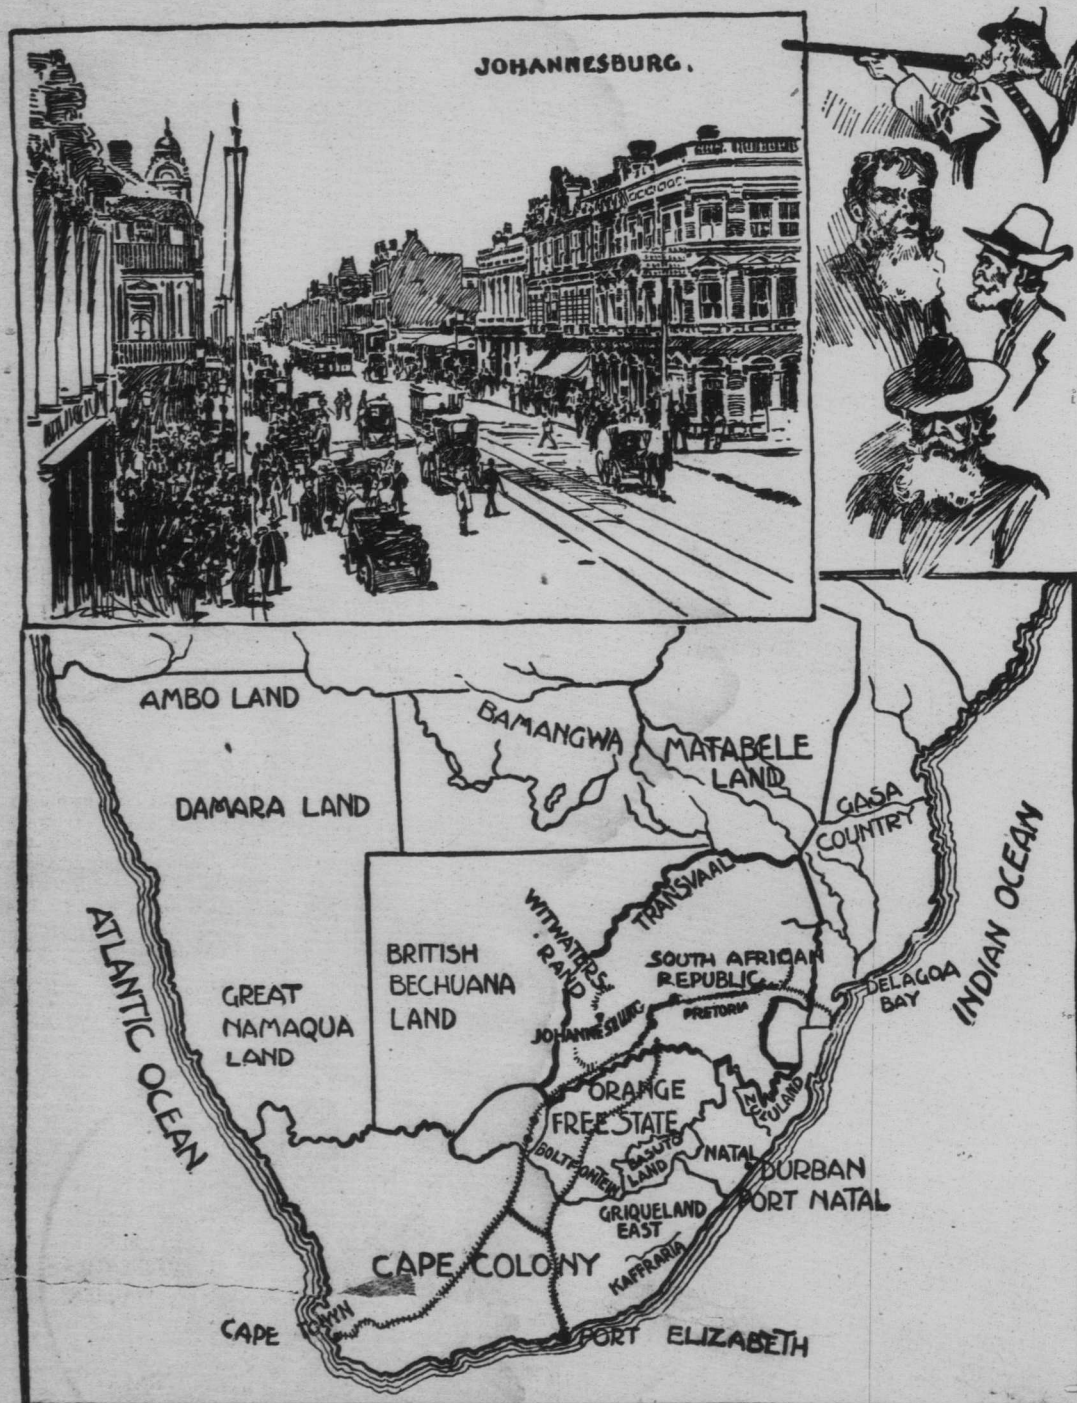 JOHANNESBURG.
AMBO LAND
BAMANGWA
MATABELE
LAND
DAMARA LAND
GASA
COUNTRY
INDIAN OCEAN
TRANSVAAL
WITWATERS.
RAND
ATLANTIC OCEAN
BRITISH
BECHUANA
LAND
SOUTH AFRICAN
REPUBLIC
DELAGOA
BAY
GREAT
NAMAQUA
LAND
PRETORIA
JOHANNESBURG
ORANGE
FREE STATE
ZULULAND
BOLTFONTEIN
BASUTO
LAND
NATAL
DURBAN
PORT NATAL
GRIQUELAND
EAST
KAFFRARIA
CAPE COLONY
CAPE TOWN
PORT ELIZABETH